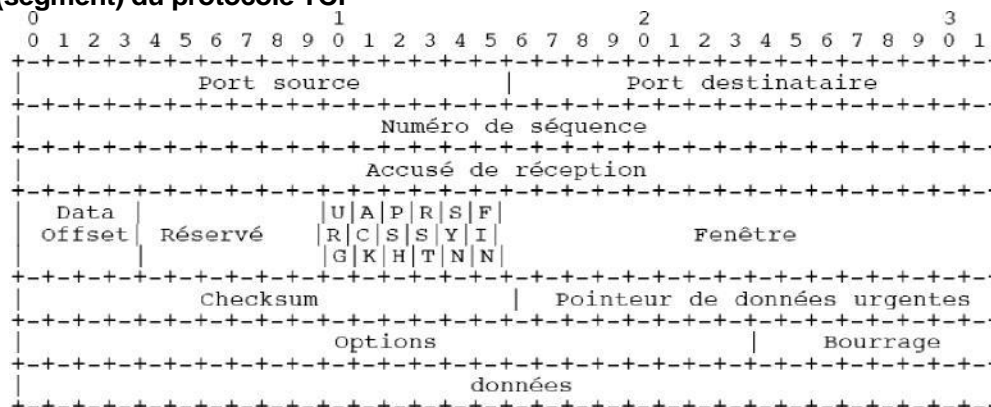 (segment) du protocole TCP
0 1 2 3
0 1 2 3 4 5 6 7 8 9 0 1 2 3 4 5 6 7 8 9 0 1 2 3 4 5 6 7 8 9 0 1
+-+-+-+-+-+-+-+-+-+-+-+-+-+-+-+-+-+-+-+-+-+-+-+-+-+-+-+-+-+-+-+-
| Port source | Port destinataire
+-+-+-+-+-+-+-+-+-+-+-+-+-+-+-+-+-+-+-+-+-+-+-+-+-+-+-+-+-+-+-+-
| Numéro de séquence
+-+-+-+-+-+-+-+-+-+-+-+-+-+-+-+-+-+-+-+-+-+-+-+-+-+-+-+-+-+-+-+-
| Accusé de réception
+-+-+-+-+-+-+-+-+-+-+-+-+-+-+-+-+-+-+-+-+-+-+-+-+-+-+-+-+-+-+-+-
| Data | |U|A|P|R|S|F|
| Offset| Réservé |R|C|S|S|Y|I| Fenêtre
| | |G|K|H|T|N|N|
+-+-+-+-+-+-+-+-+-+-+-+-+-+-+-+-+-+-+-+-+-+-+-+-+-+-+-+-+-+-+-+-
| Checksum | Pointeur de données urgentes
+-+-+-+-+-+-+-+-+-+-+-+-+-+-+-+-+-+-+-+-+-+-+-+-+-+-+-+-+-+-+-+-
| Options | Bourrage
+-+-+-+-+-+-+-+-+-+-+-+-+-+-+-+-+-+-+-+-+-+-+-+-+-+-+-+-+-+-+-+-
| données
+-+-+-+-+-+-+-+-+-+-+-+-+-+-+-+-+-+-+-+-+-+-+-+-+-+-+-+-+-+-+-+-